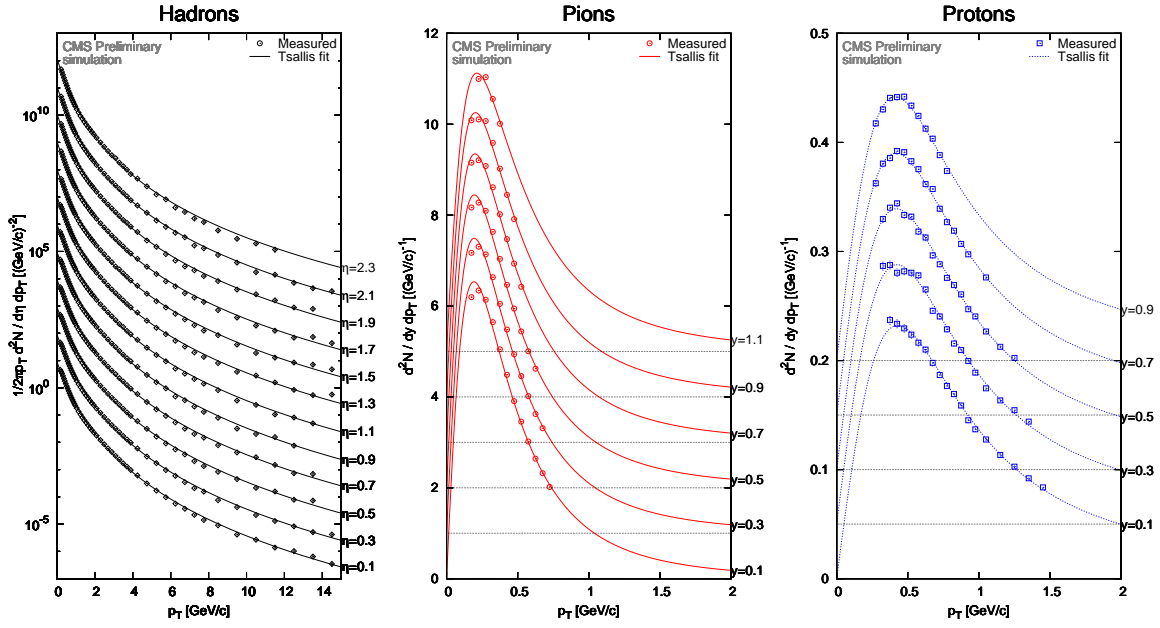 Hadrons
CMS Preliminary
simulation
Measured
Tsallis fit
1/2πp_T d²N / dη dp_T [(GeV/c)⁻²]
10¹⁰
10⁵
10⁰
10⁻⁵
η=2.3
η=2.1
η=1.9
η=1.7
η=1.5
η=1.3
η=1.1
η=0.9
η=0.7
η=0.5
η=0.3
η=0.1
0 2 4 6 8 10 12 14
p_T [GeV/c]
Pions
CMS Preliminary
simulation
Measured
Tsallis fit
d²N / dy dp_T [(GeV/c)⁻¹]
12
10
8
6
4
2
0
y=1.1
y=0.9
y=0.7
y=0.5
y=0.3
y=0.1
0 0.5 1 1.5 2
p_T [GeV/c]
Protons
CMS Preliminary
simulation
Measured
Tsallis fit
d²N / dy dp_T [(GeV/c)⁻¹]
0.5
0.4
0.3
0.2
0.1
0
y=0.9
y=0.7
y=0.5
y=0.3
y=0.1
0 0.5 1 1.5 2
p_T [GeV/c]